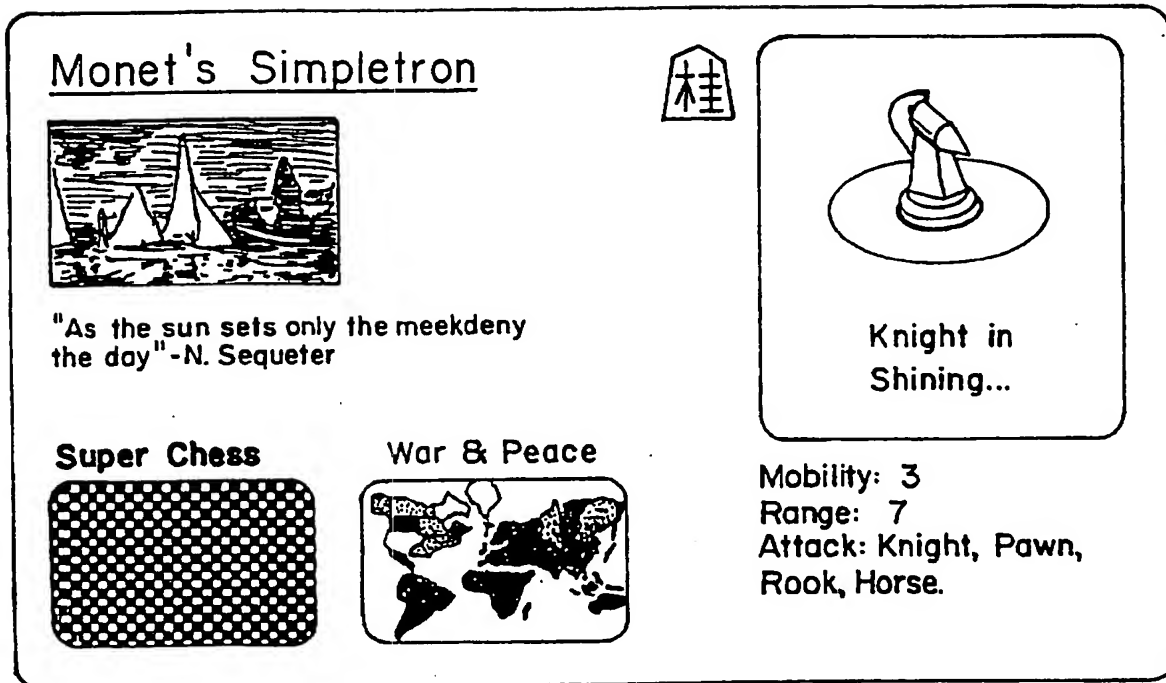 Monet's Simpletron
桂
"As the sun sets only the meekdeny
the day"-N. Sequeter
Knight in
Shining...
Super Chess
War & Peace
Mobility: 3
Range: 7
Attack: Knight, Pawn,
Rook, Horse.